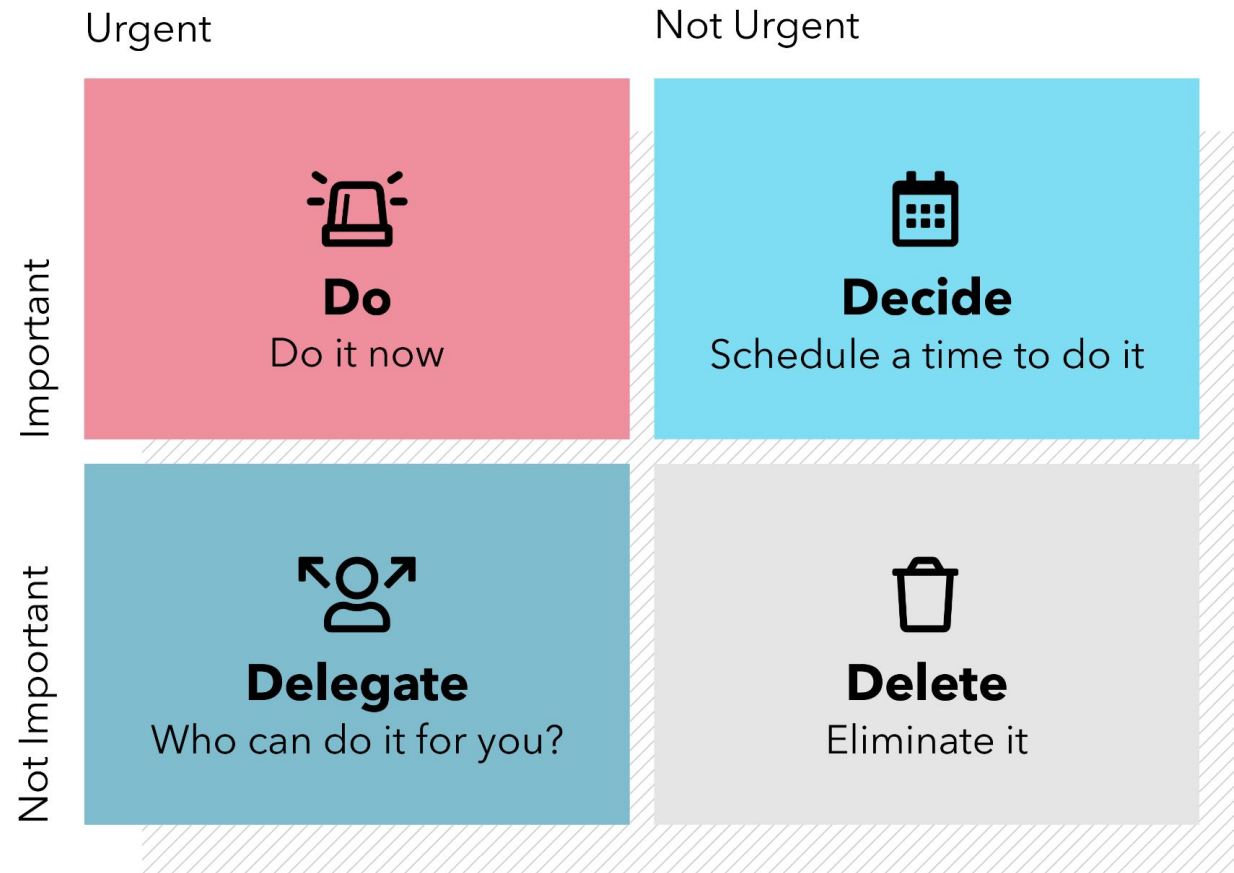 Urgent
Not Urgent
Important
Do
Do it now
Decide
Schedule a time to do it
Not Important
Delegate
Who can do it for you?
Delete
Eliminate it